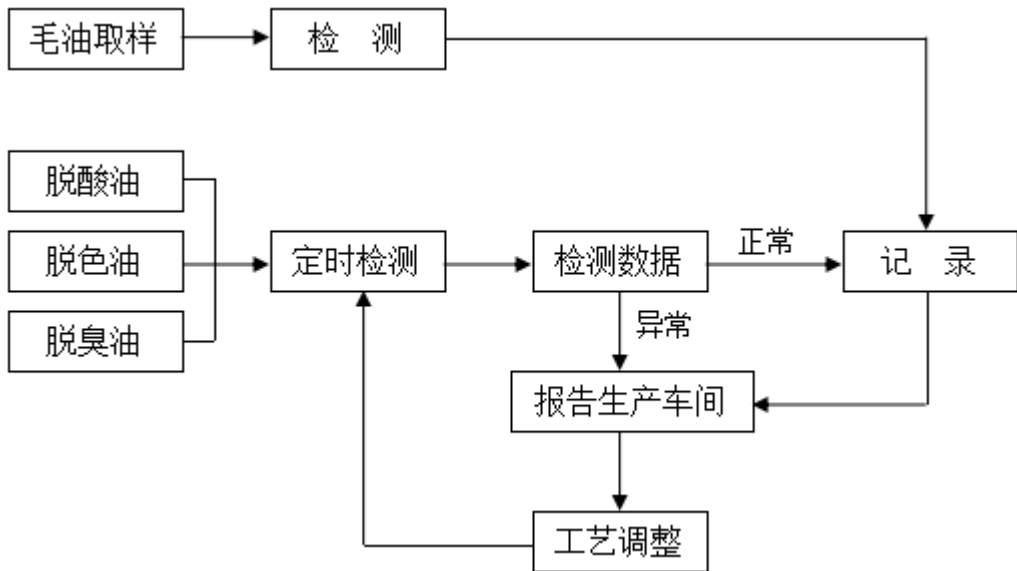 毛油取样
检 测
脱酸油
脱色油
定时检测
检测数据
正常
记 录
脱臭油
异常
报告生产车间
工艺调整